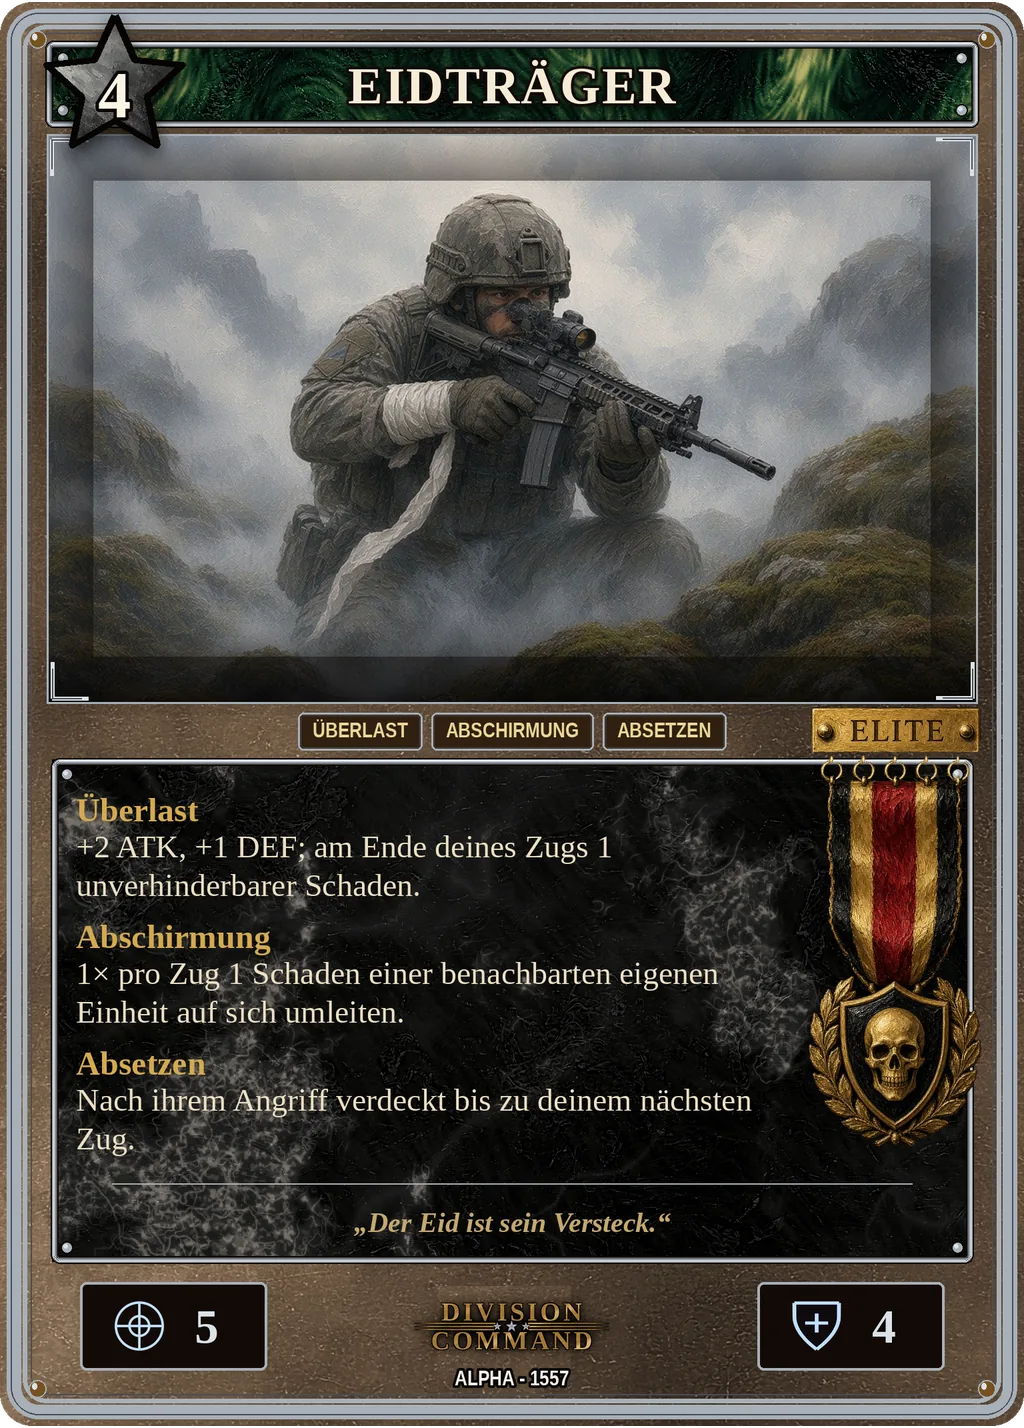 4
EIDTRÄGER
ÜBERLAST ABSCHIRMUNG ABSETZEN
ELITE
Überlast
+2 ATK, +1 DEF; am Ende deines Zugs 1
unverhinderbarer Schaden.
Abschirmung
1× pro Zug 1 Schaden einer benachbarten eigenen
Einheit auf sich umleiten.
Absetzen
Nach ihrem Angriff verdeckt bis zu deinem nächsten
Zug.
„Der Eid ist sein Versteck.“
5
DIVISION
COMMAND
4
ALPHA - 1557